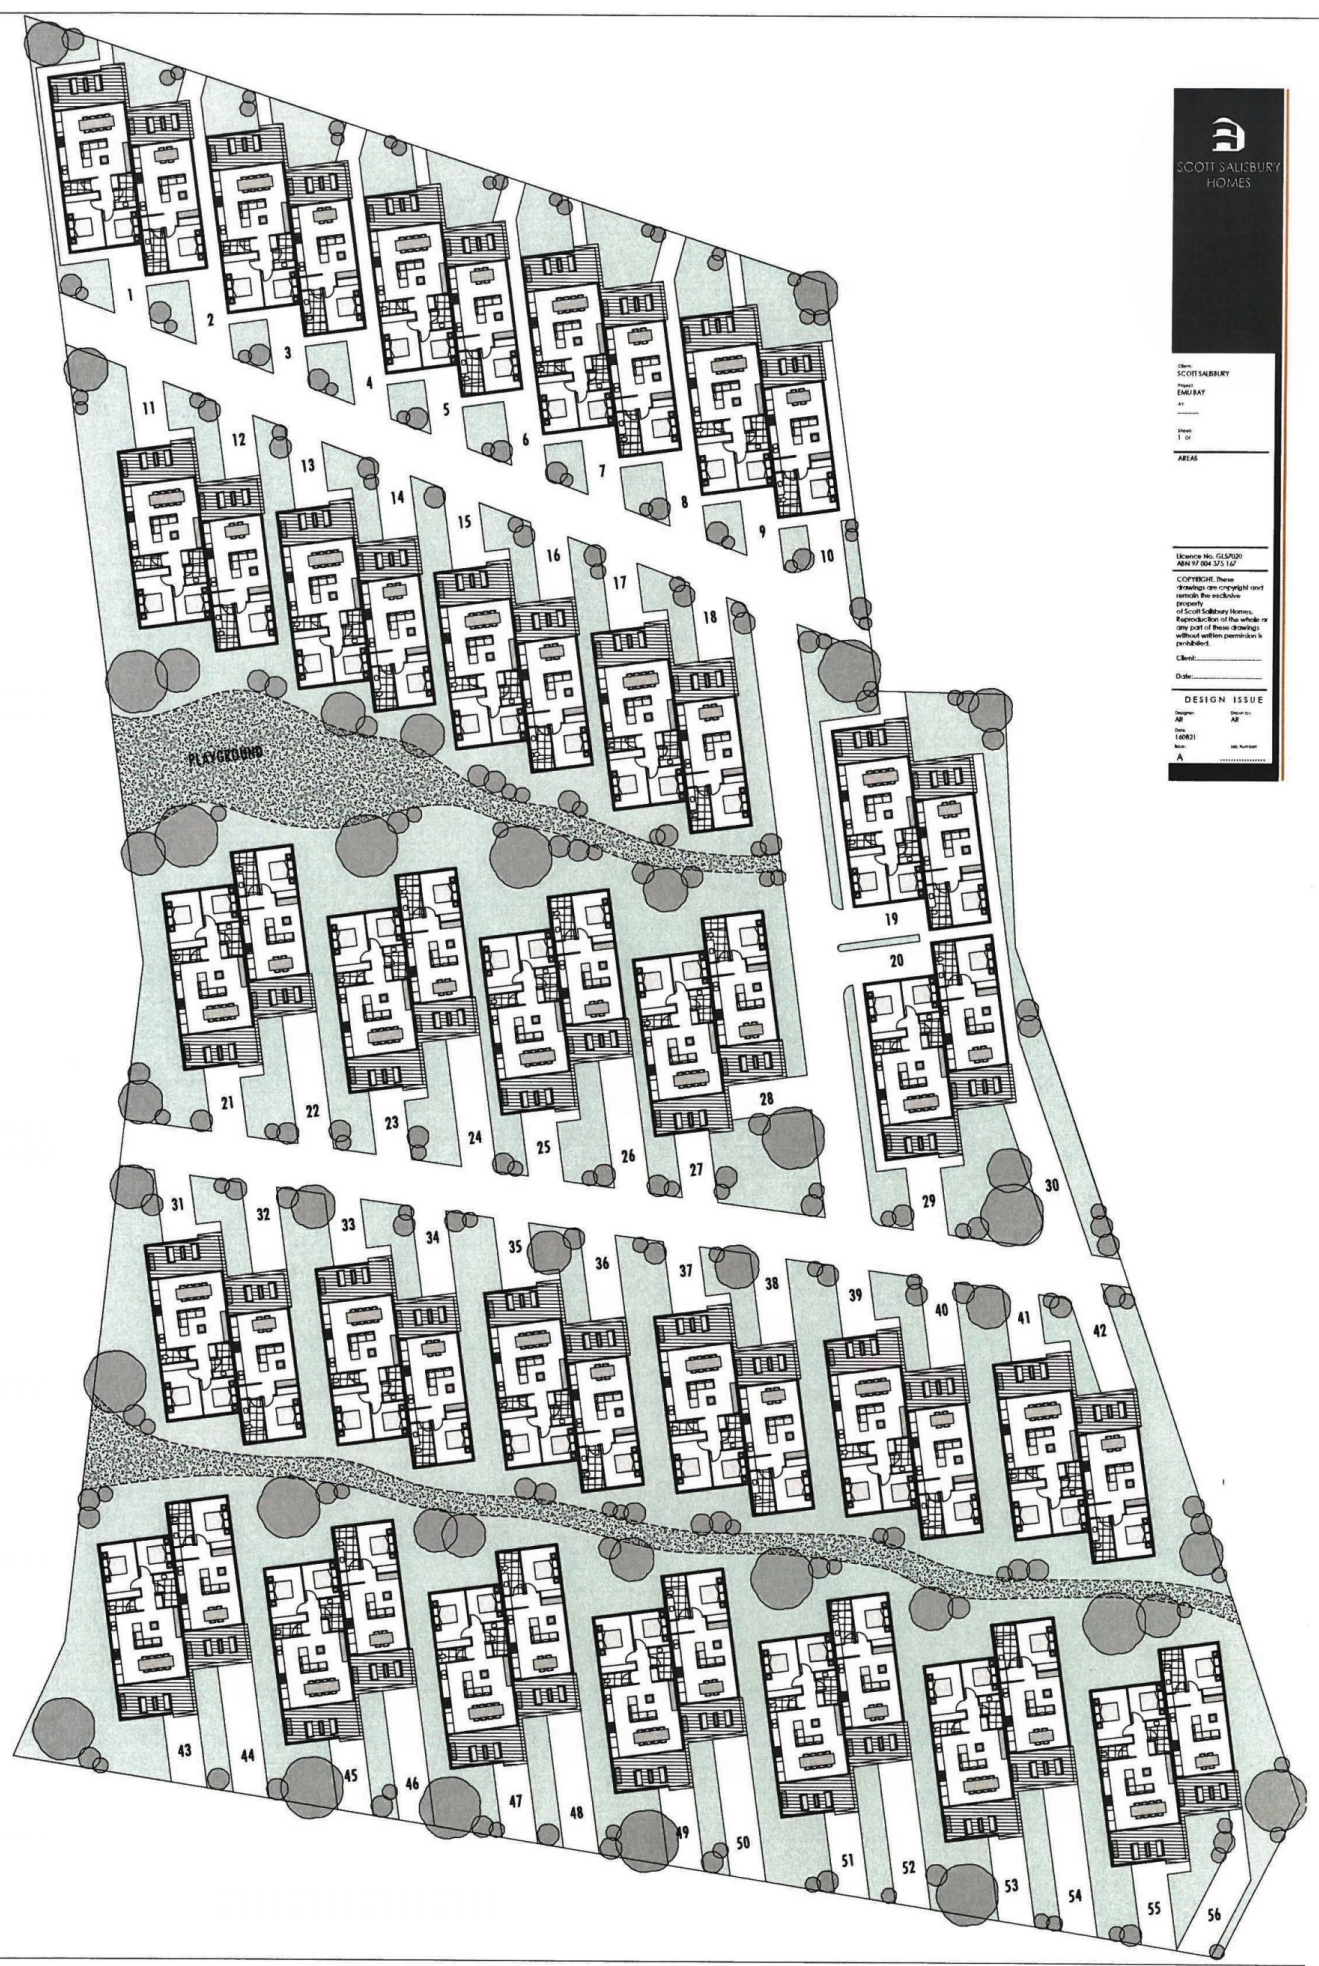 SCOTT SALISBURY
HOMES
Client:
SCOTT SALISBURY
Project:
EMU BAY
At:
Sheet:
1 OF
AREAS
Licence No. GL57020
ABN 97 004 375 167
COPYRIGHT. These
drawings are copyright and
remain the exclusive
property
of Scott Salisbury Homes.
Reproduction of the whole or
any part of these drawings
without written permission is
prohibited.
Client:
Date:
DESIGN ISSUE
Designer: Drawn by:
AR AR
Date:
160821
Issue: Job Number:
A
1
2
3
4
5
6
7
8
9
10
11
12
13
14
15
16
17
18
PLAYGROUND
19
20
21
22
23
24
25
26
27
28
29
30
31
32
33
34
35
36
37
38
39
40
41
42
43
44
45
46
47
48
49
50
51
52
53
54
55
56